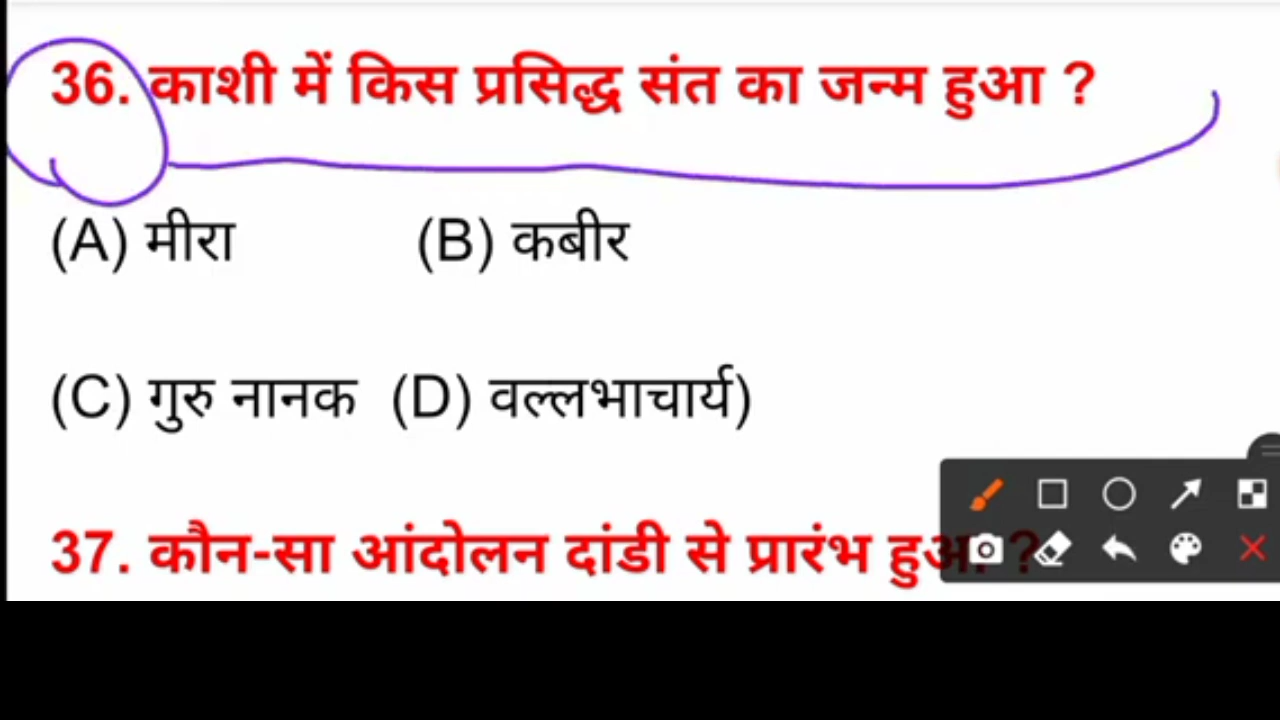 36. काशी में किस प्रसिद्ध संत का जन्म हुआ ?
(A) मीरा (B) कबीर
(C) गुरु नानक (D) वल्लभाचार्य)
37. कौन-सा आंदोलन दांडी से प्रारंभ हुआ ?